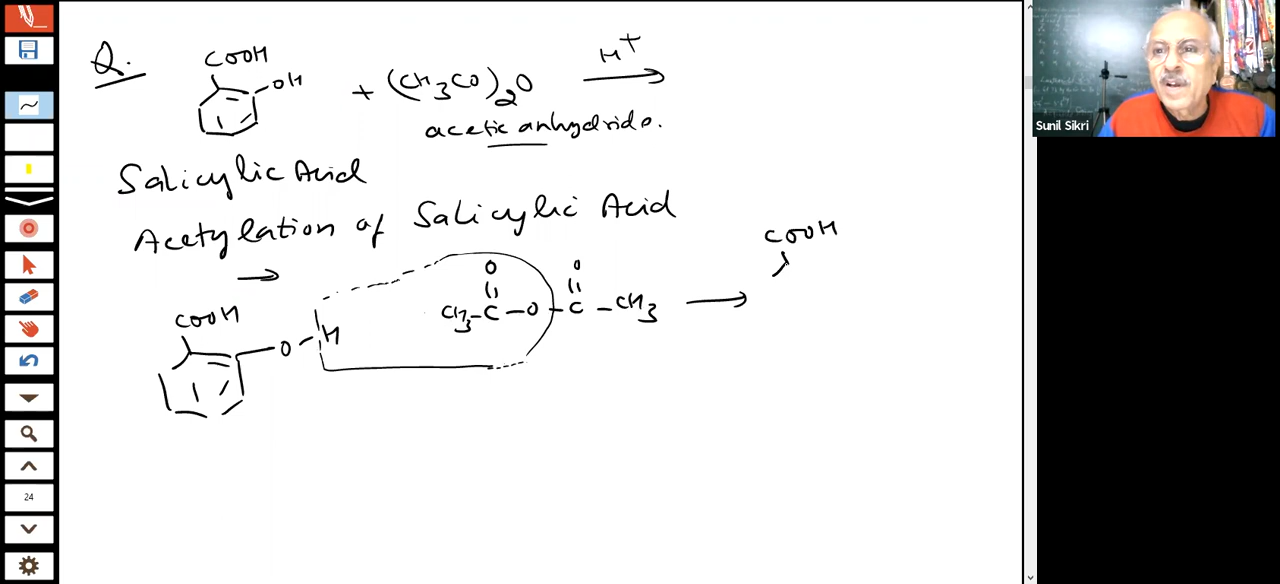 Q.
COOH
OH
+ (CH3CO)2O
H+
acetic anhydride.
Salicylic Acid
Acetylation of Salicylic Acid
COOH
O O
CH3-C-O-C-CH3
COOH
O-H
Sunil Sikri
24